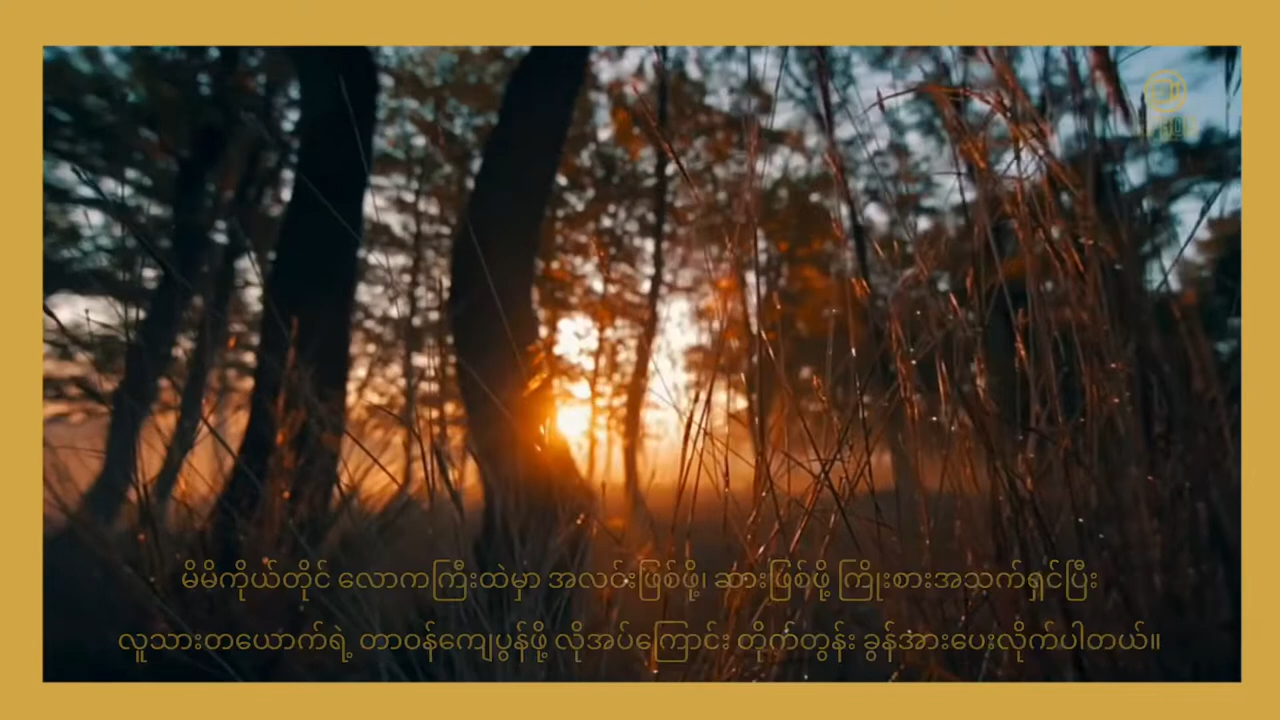 မိမိကိုယ်တိုင် လောကကြီးထဲမှာ အလင်းဖြစ်ဖို့၊ ဆားဖြစ်ဖို့ ကြိုးစားအသက်ရှင်ပြီး
လူသားတယောက်ရဲ့ တာဝန်ကျေပွန်ဖို့ လိုအပ်ကြောင်း တိုက်တွန်း ခွန်အားပေးလိုက်ပါတယ်။